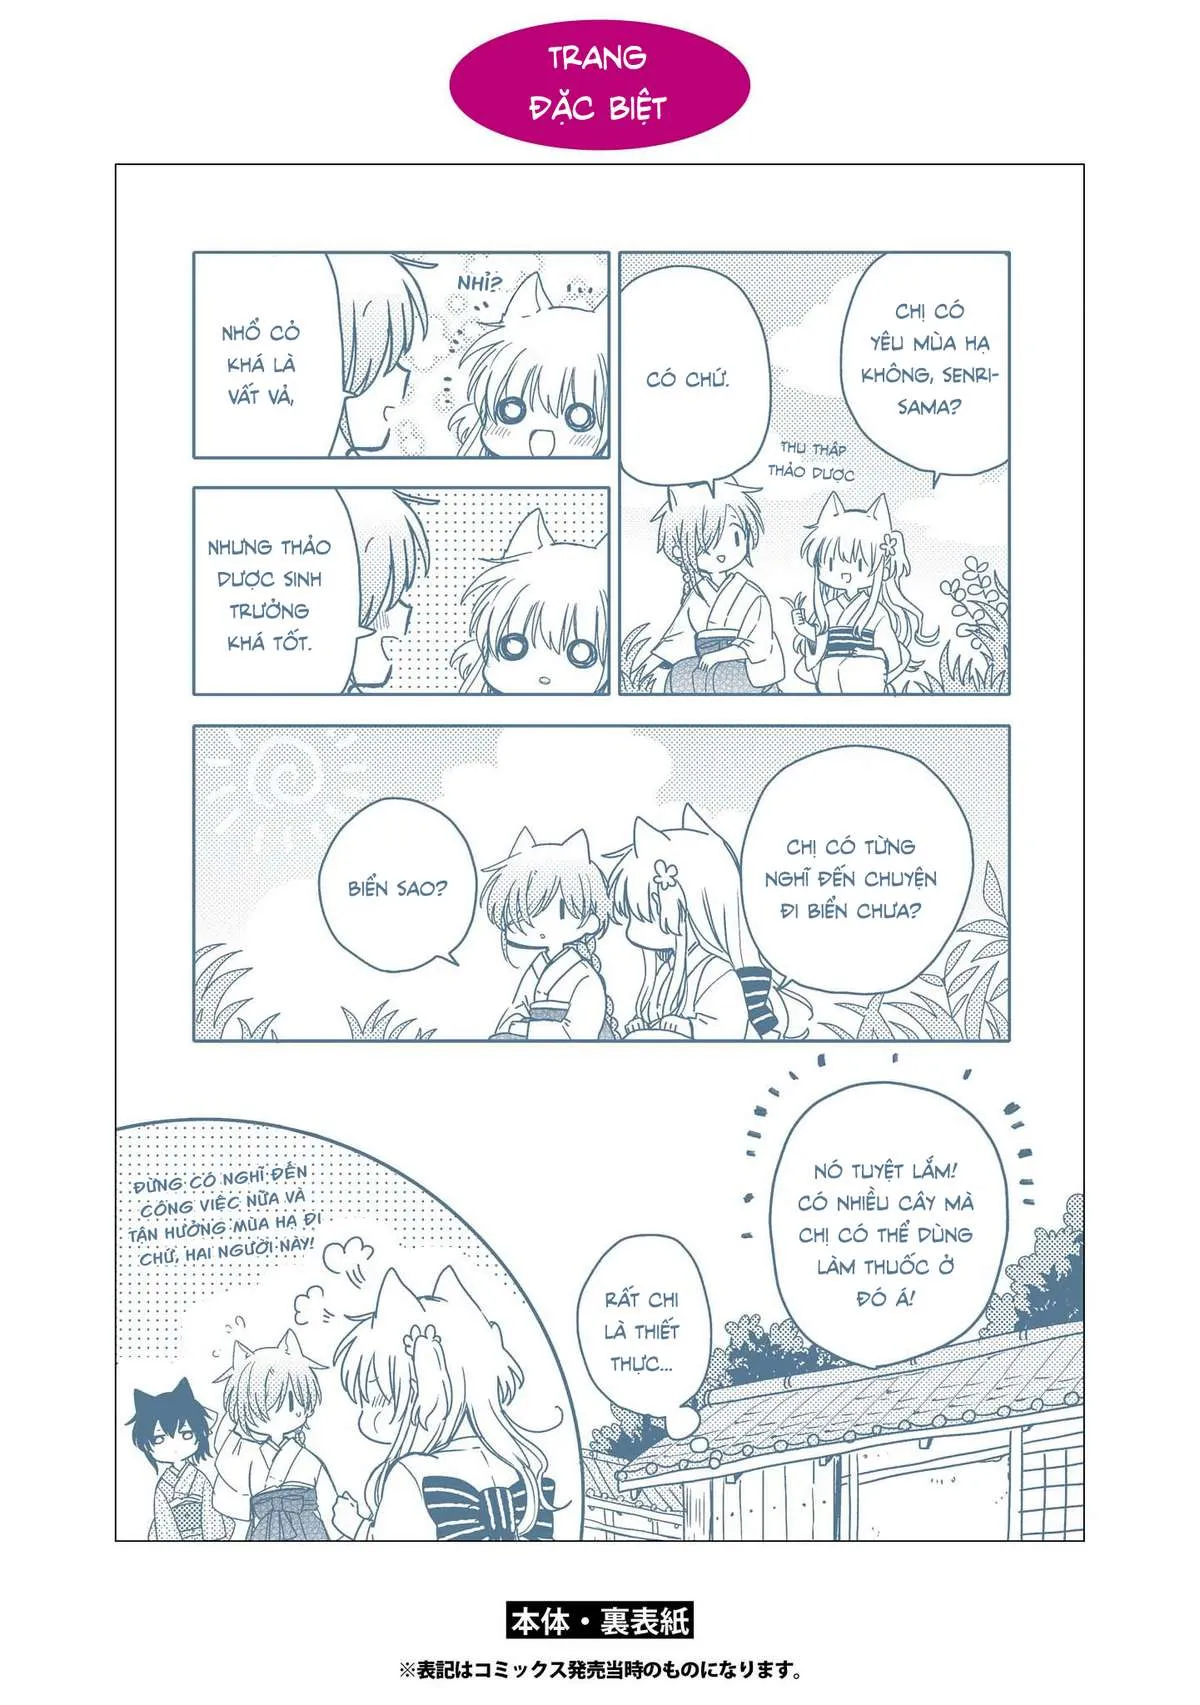 TRANG
ĐẶC BIỆT
CHỊ CÓ
YÊU MÙA HẠ
KHÔNG, SENRI-
SAMA?
CÓ CHỨ.
THU THẬP
THẢO DƯỢC
NHỈ?
NHỔ CỎ
KHÁ LÀ
VẤT VẢ,
NHƯNG THẢO
DƯỢC SINH
TRƯỞNG
KHÁ TỐT.
CHỊ CÓ TỪNG
NGHĨ ĐẾN CHUYỆN
ĐI BIỂN CHƯA?
BIỂN SAO?
NÓ TUYỆT LẮM!
CÓ NHIỀU CÂY MÀ
CHỊ CÓ THỂ DÙNG
LÀM THUỐC Ở
ĐÓ Á!
RẤT CHI
LÀ THIẾT
THỰC...
ĐỪNG CÓ NGHĨ ĐẾN
CÔNG VIỆC NỮA VÀ
TẬN HƯỞNG MÙA HẠ ĐI
CHỨ, HAI NGƯỜI NÀY!
本体・裏表紙
※表記はコミックス発売当時のものになります。